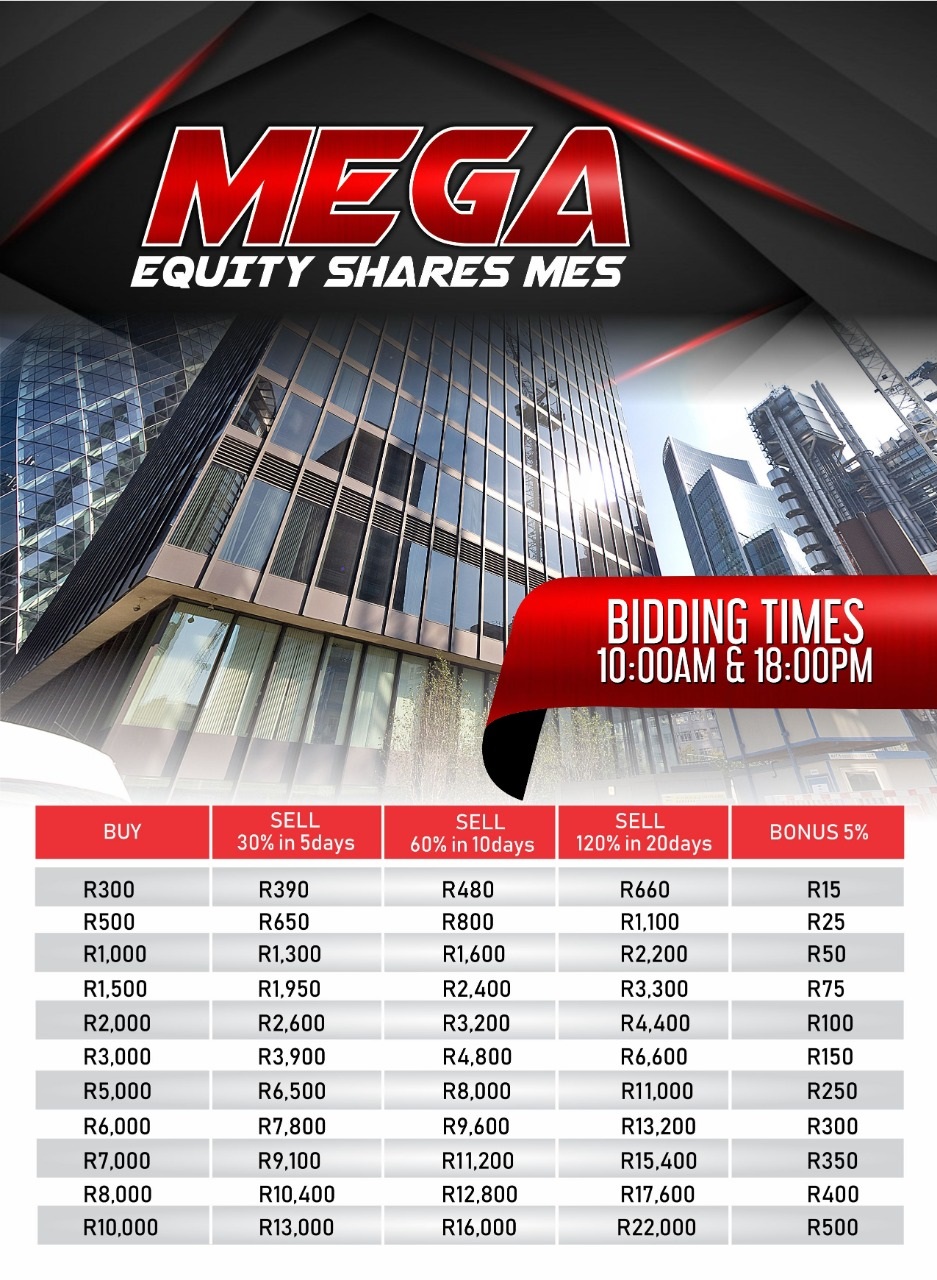 MEGA
EQUITY SHARES MES
BIDDING TIMES
10:00AM & 18:00PM
BUY SELL 30% in 5days SELL 60% in 10days SELL 120% in 20days BONUS 5%
R300 R390 R480 R660 R15
R500 R650 R800 R1,100 R25
R1,000 R1,300 R1,600 R2,200 R50
R1,500 R1,950 R2,400 R3,300 R75
R2,000 R2,600 R3,200 R4,400 R100
R3,000 R3,900 R4,800 R6,600 R150
R5,000 R6,500 R8,000 R11,000 R250
R6,000 R7,800 R9,600 R13,200 R300
R7,000 R9,100 R11,200 R15,400 R350
R8,000 R10,400 R12,800 R17,600 R400
R10,000 R13,000 R16,000 R22,000 R500